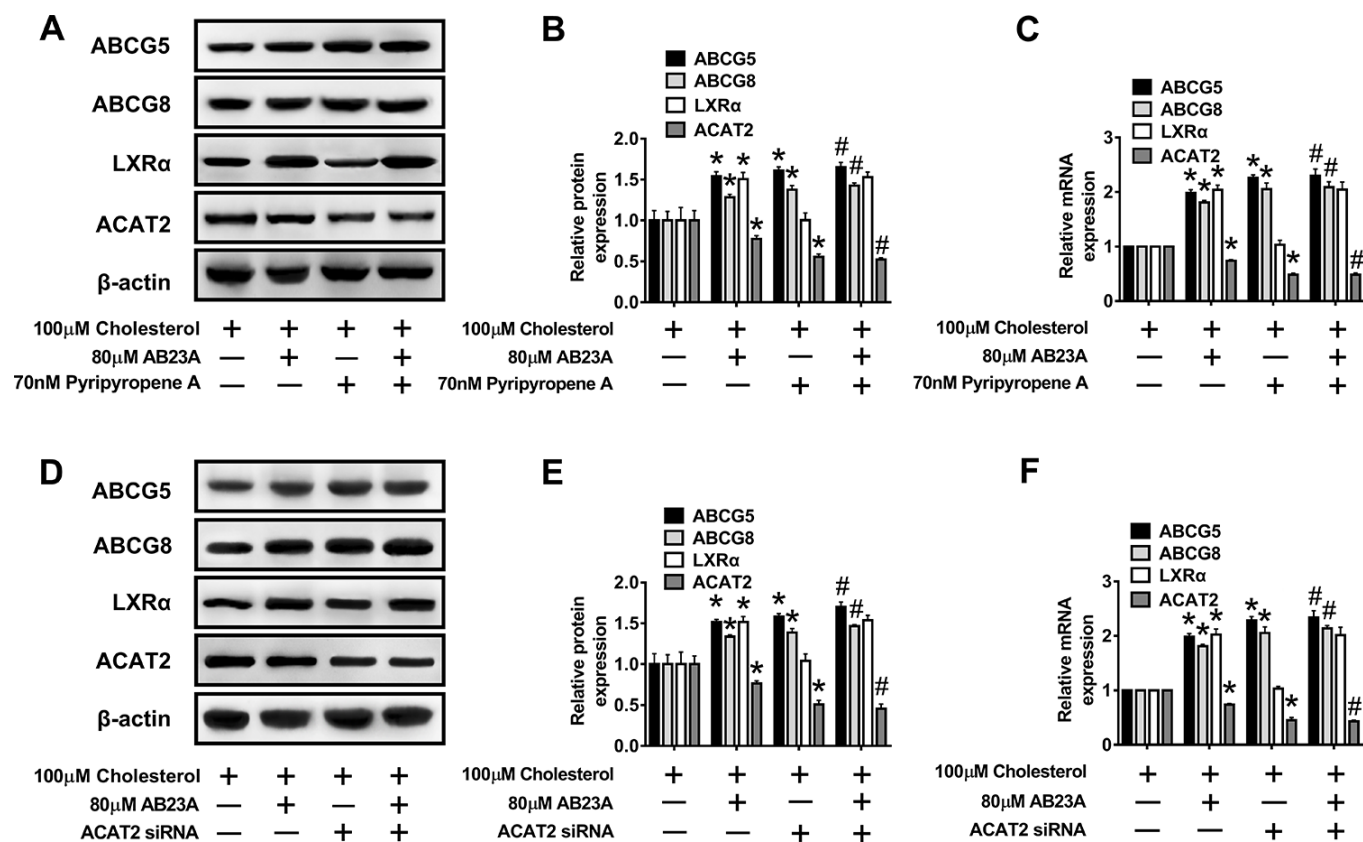 A
ABCG5
ABCG8
LXRα
ACAT2
β-actin
100μM Cholesterol + + + +
80μM AB23A — + — +
70nM Pyripyropene A — — + +
B
ABCG5
ABCG8
LXRα
ACAT2
Relative protein
expression
2.0
1.5
1.0
0.5
0.0
* * * *
* * *
# # #
100μM Cholesterol + + + +
80μM AB23A — + — +
70nM Pyripyropene A — — + +
C
ABCG5
ABCG8
LXRα
ACAT2
Relative mRNA
expression
3
2
1
0
* * * *
* * *
# # #
100μM Cholesterol + + + +
80μM AB23A — + — +
70nM Pyripyropene A — — + +
D
ABCG5
ABCG8
LXRα
ACAT2
β-actin
100μM Cholesterol + + + +
80μM AB23A — + — +
ACAT2 siRNA — — + +
E
ABCG5
ABCG8
LXRα
ACAT2
Relative protein
expression
2.0
1.5
1.0
0.5
0.0
* * * *
* * *
# # #
100μM Cholesterol + + + +
80μM AB23A — + — +
ACAT2 siRNA — — + +
F
ABCG5
ABCG8
LXRα
ACAT2
Relative mRNA
expression
3
2
1
0
* * * *
* * *
# # #
100μM Cholesterol + + + +
80μM AB23A — + — +
ACAT2 siRNA — — + +